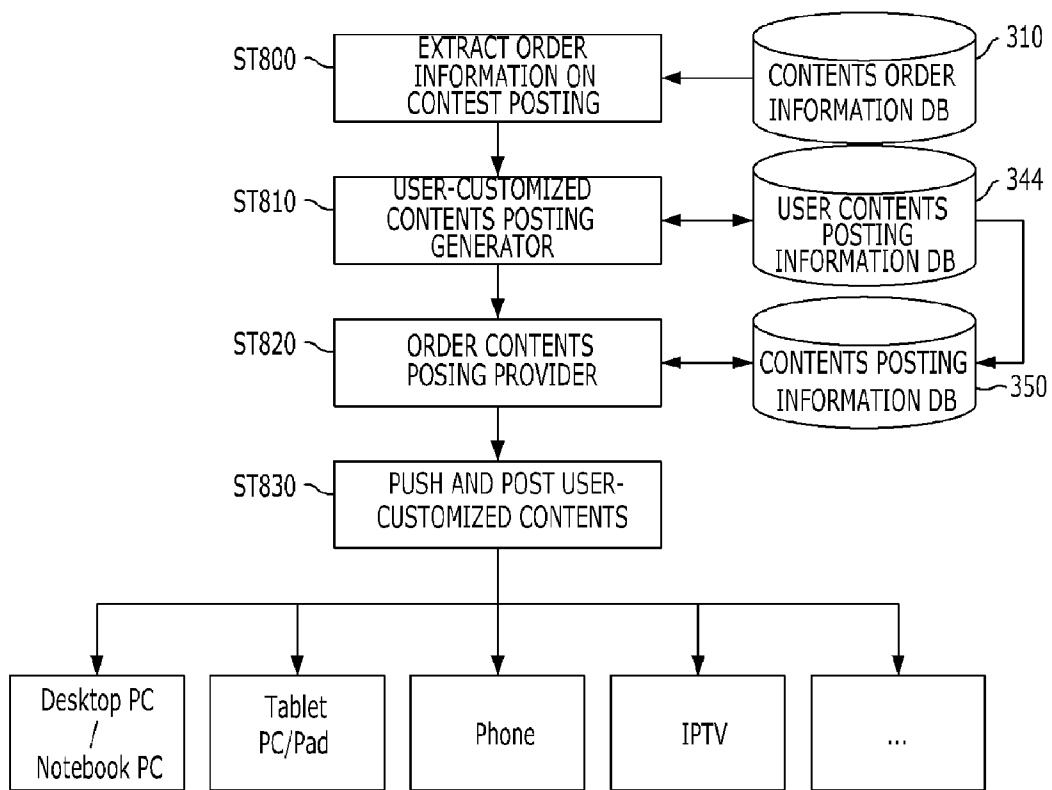 ST800
EXTRACT ORDER
INFORMATION ON
CONTEST POSTING
310
CONTENTS ORDER
INFORMATION DB
ST810
USER-CUSTOMIZED
CONTENTS POSTING
GENERATOR
344
USER CONTENTS
POSTING
INFORMATION DB
ST820
ORDER CONTENTS
POSING PROVIDER
CONTENTS POSTING
INFORMATION DB
350
ST830
PUSH AND POST USER-
CUSTOMIZED CONTENTS
Desktop PC
/
Notebook PC
Tablet
PC/Pad
Phone
IPTV
...